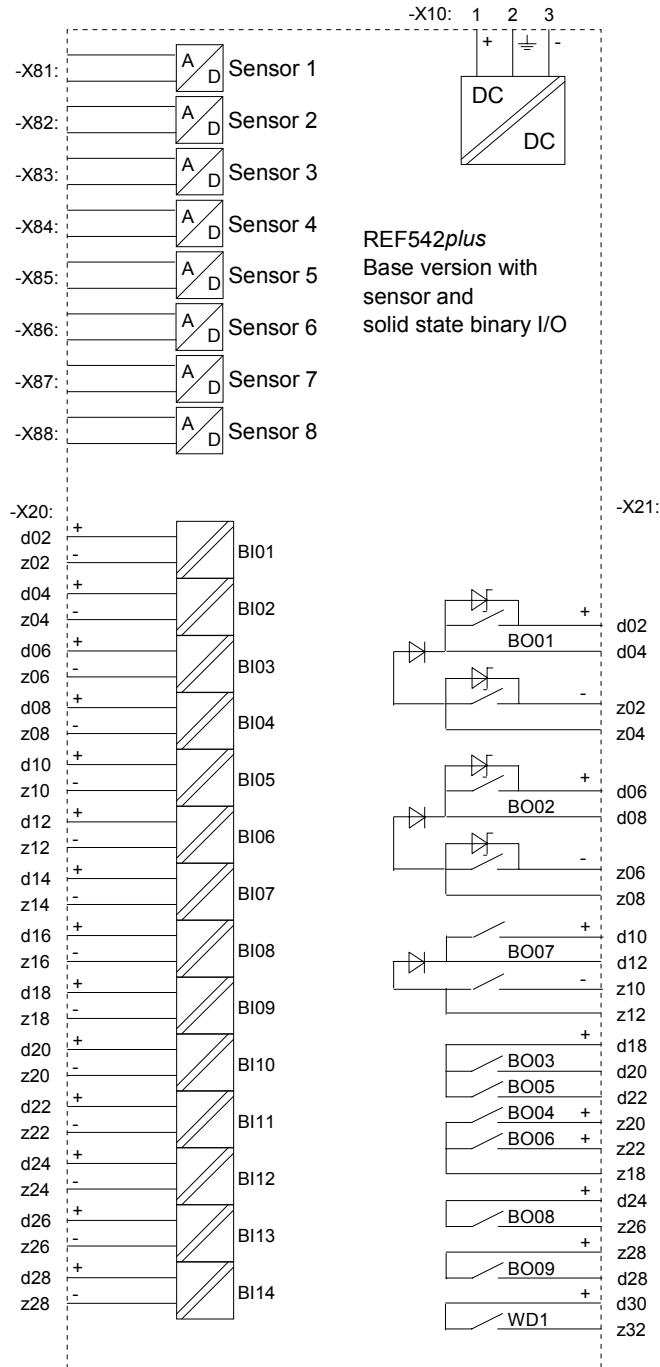 -X10: 1 2 3
+ -
DC
DC
-X81: A D Sensor 1
-X82: A D Sensor 2
-X83: A D Sensor 3
-X84: A D Sensor 4
-X85: A D Sensor 5
-X86: A D Sensor 6
-X87: A D Sensor 7
-X88: A D Sensor 8
REF542plus
Base version with
sensor and
solid state binary I/O
-X20:
d02 +
z02 - BI01
d04 +
z04 - BI02
d06 +
z06 - BI03
d08 +
z08 - BI04
d10 +
z10 - BI05
d12 +
z12 - BI06
d14 +
z14 - BI07
d16 +
z16 - BI08
d18 +
z18 - BI09
d20 +
z20 - BI10
d22 +
z22 - BI11
d24 +
z24 - BI12
d26 +
z26 - BI13
d28 +
z28 - BI14
-X21:
+ d02
BO01 d04
- z02
z04
+ d06
BO02 d08
- z06
z08
+ d10
BO07 d12
- z10
z12
+ d18
BO03 d20
BO05 d22
BO04 + z20
BO06 + z22
z18
+ d24
BO08 z26
+ z28
BO09 d28
+ d30
WD1 z32